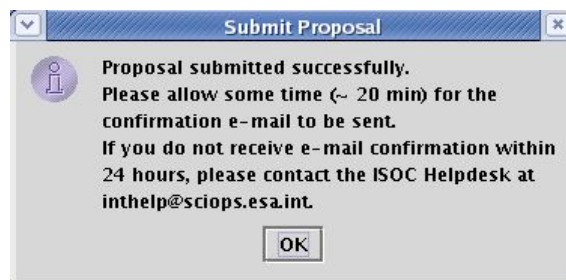 Submit Proposal
Proposal submitted successfully.
Please allow some time (~ 20 min) for the
confirmation e-mail to be sent.
If you do not receive e-mail confirmation within
24 hours, please contact the ISOC Helpdesk at
inthelp@sciops.esa.int.
OK